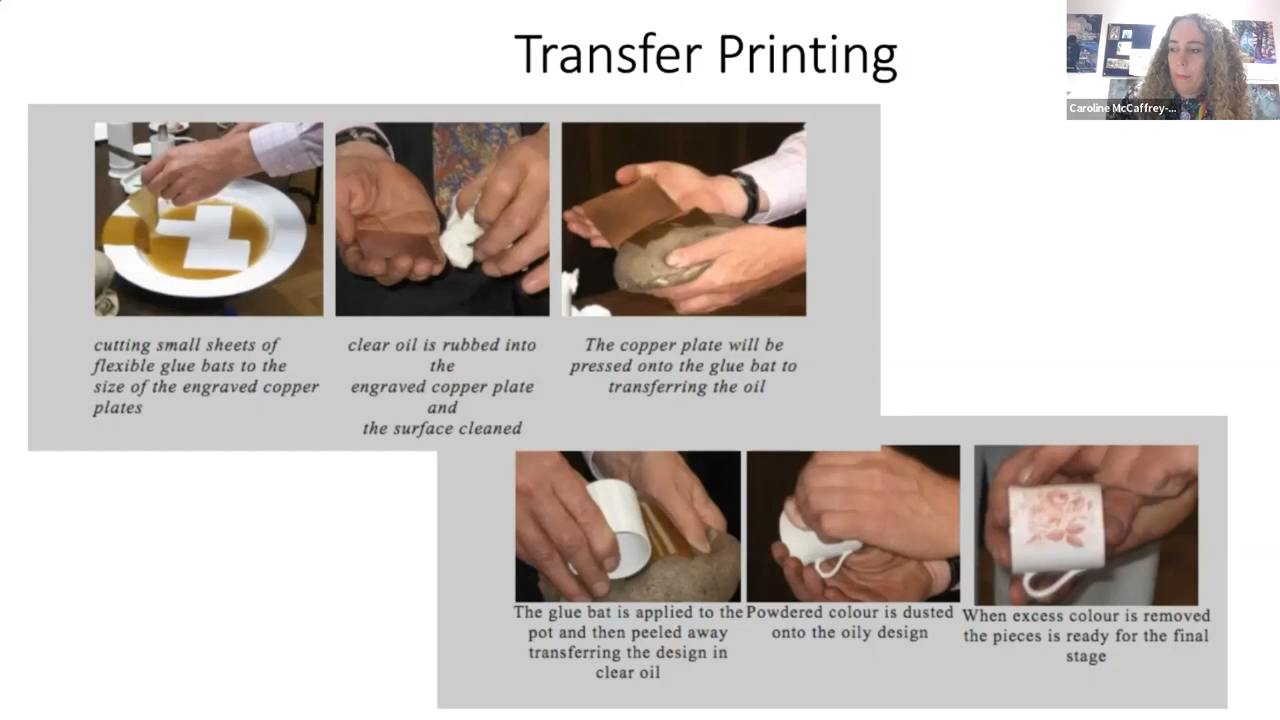 Transfer Printing
Caroline McCaffrey-...
cutting small sheets of
flexible glue bats to the
size of the engraved copper
plates
clear oil is rubbed into
the
engraved copper plate
and
the surface cleaned
The copper plate will be
pressed onto the glue bat to
transferring the oil
The glue bat is applied to the
pot and then peeled away
transferring the design in
clear oil
Powdered colour is dusted
onto the oily design
When excess colour is removed
the pieces is ready for the final
stage